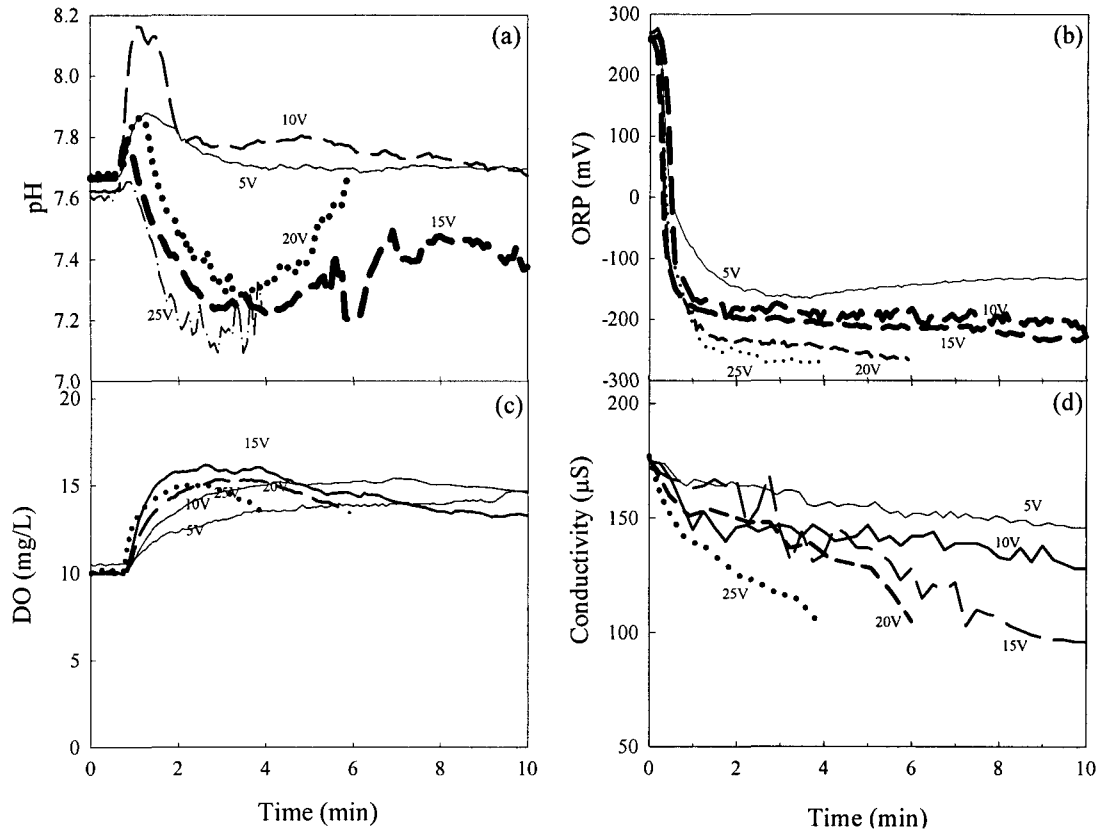 8.2
8.0
7.8
7.6
7.4
7.2
7.0
pH
(a)
10V
5V
20V
15V
25V
300
200
100
0
-100
-200
-300
ORP (mV)
(b)
5V
10V
15V
25V
20V
20
15
10
5
0
DO (mg/L)
(c)
15V
25V
20V
10V
5V
0
2
4
6
8
10
Time (min)
200
150
100
50
Conductivity (µS)
(d)
5V
10V
25V
20V
15V
0
2
4
6
8
10
Time (min)